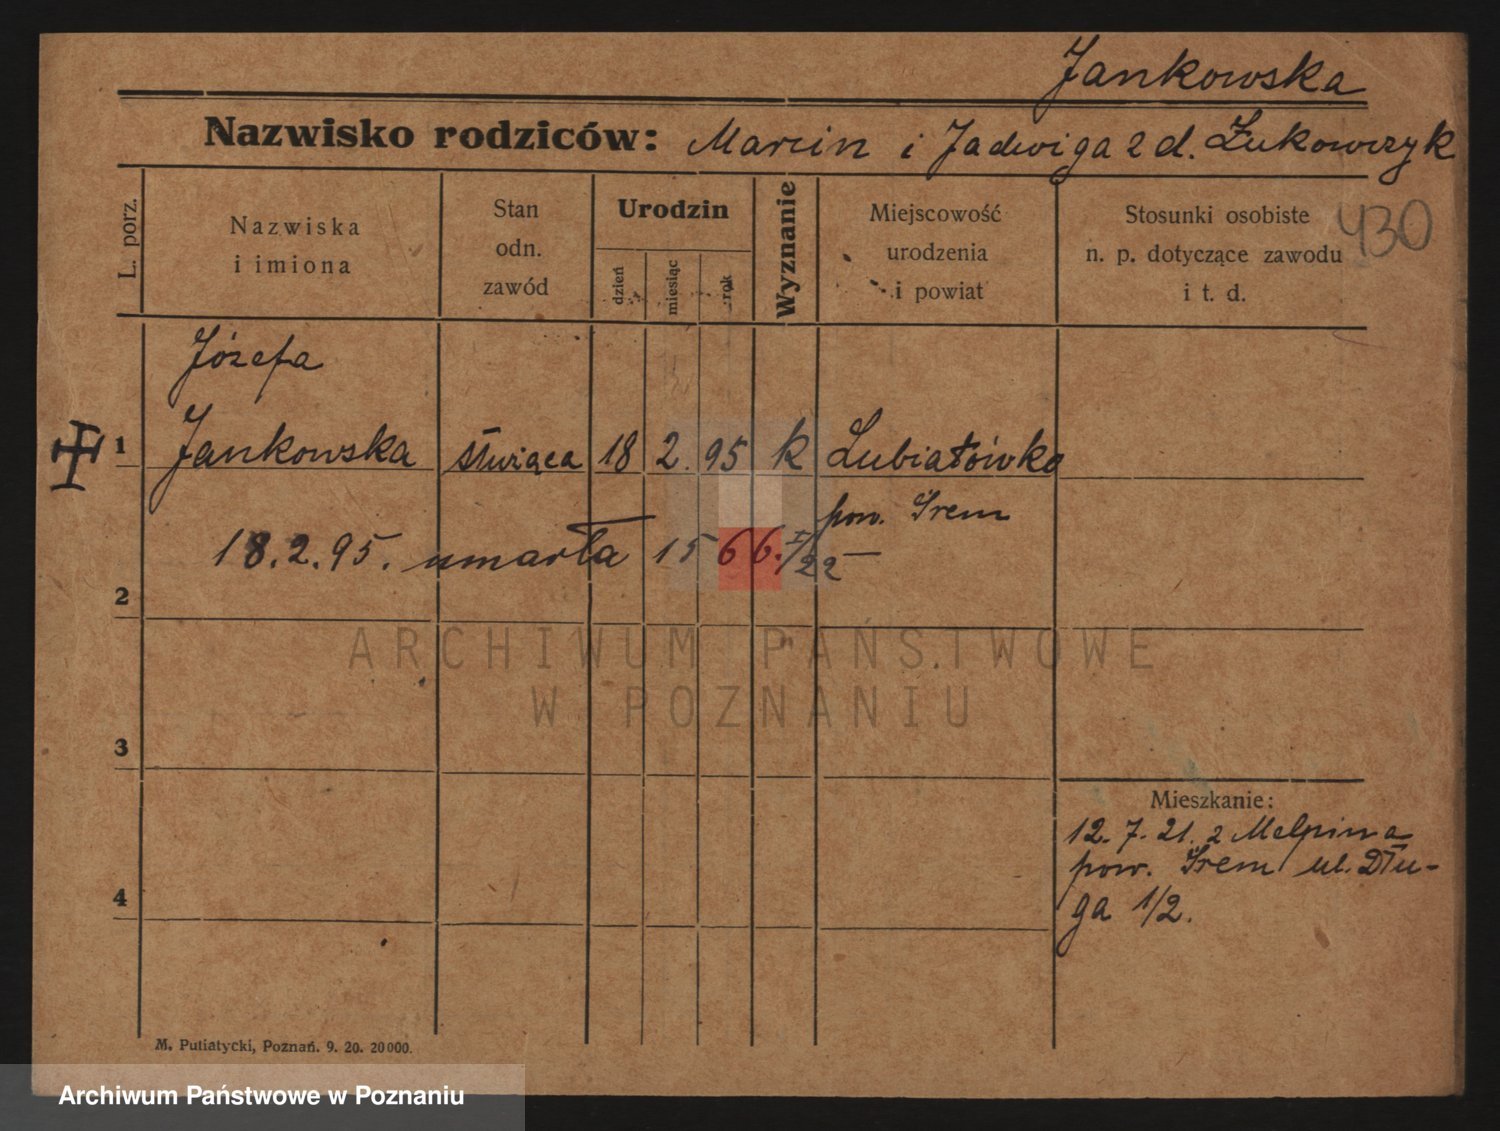 Jankowska
Nazwisko rodziców: Marcin i Jadwiga z d. Łukowczyk
L. porz.
Nazwiska
i imiona
Stan
odn.
zawód
Urodzin
dzień
miesiąc
rok
Wyznanie
Miejscowość
urodzenia
i powiat
Stosunki osobiste
n. p. dotyczące zawodu
i t. d.
430
Józefa
1 Jankowska służąca 18 2. 95 k Lubiatówko
pow. Śrem
18.2.95. umarła 15 6 6. I/22
2
ARCHIWUM PAŃSTWOWE
W POZNANIU
3
Mieszkanie:
12. 7. 21. z Mełpina
pow. Śrem ul. Dłu-
ga 1/2.
4
M. Putiatycki, Poznań. 9. 20. 20000.
Archiwum Państwowe w Poznaniu